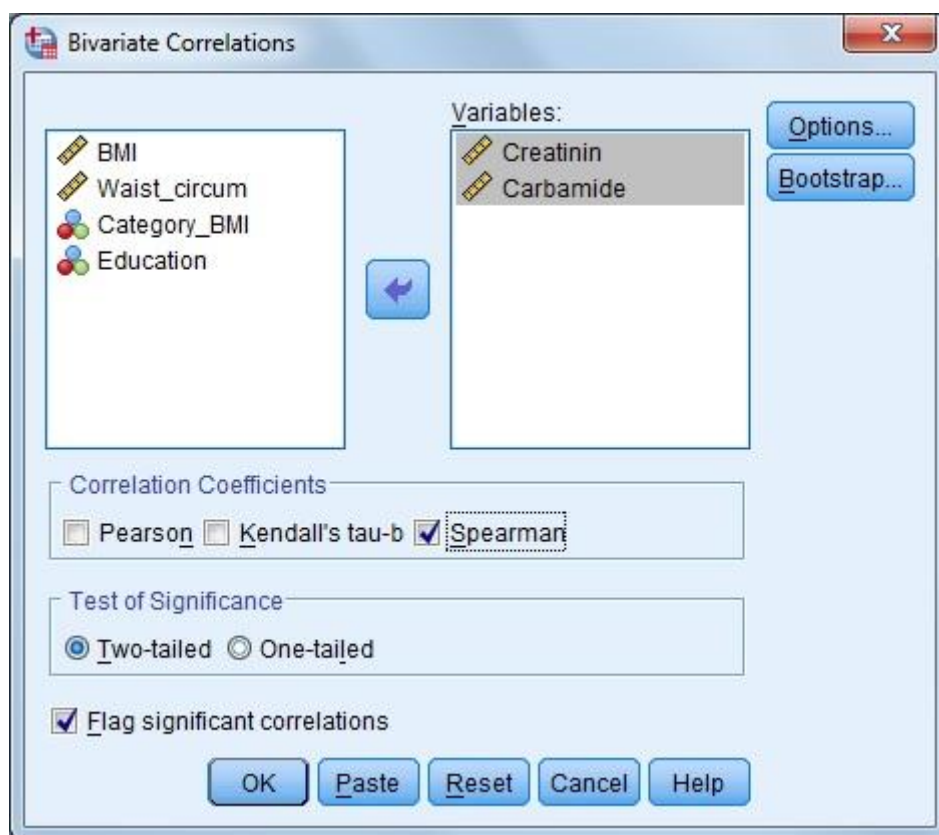 Bivariate Correlations
Variables:
BMI
Waist_circum
Category_BMI
Education
Creatinin
Carbamide
Options...
Bootstrap...
Correlation Coefficients
Pearson Kendall's tau-b Spearman
Test of Significance
Two-tailed One-tailed
Flag significant correlations
OK Paste Reset Cancel Help